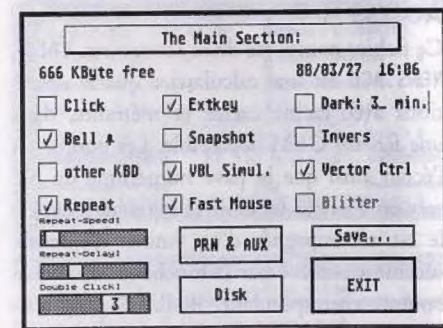 The Main Section:
666 KByte free 80/03/27 16:06
Click Extkey Dark: 3_ min.
Bell Snapshot Invers
other KBD VBL Simul. Vector Ctrl
Repeat Fast Mouse Blitter
Repeat-Speed:
Repeat-Delay:
Double Click:
3
PRN & AUX
Disk
Save...
EXIT